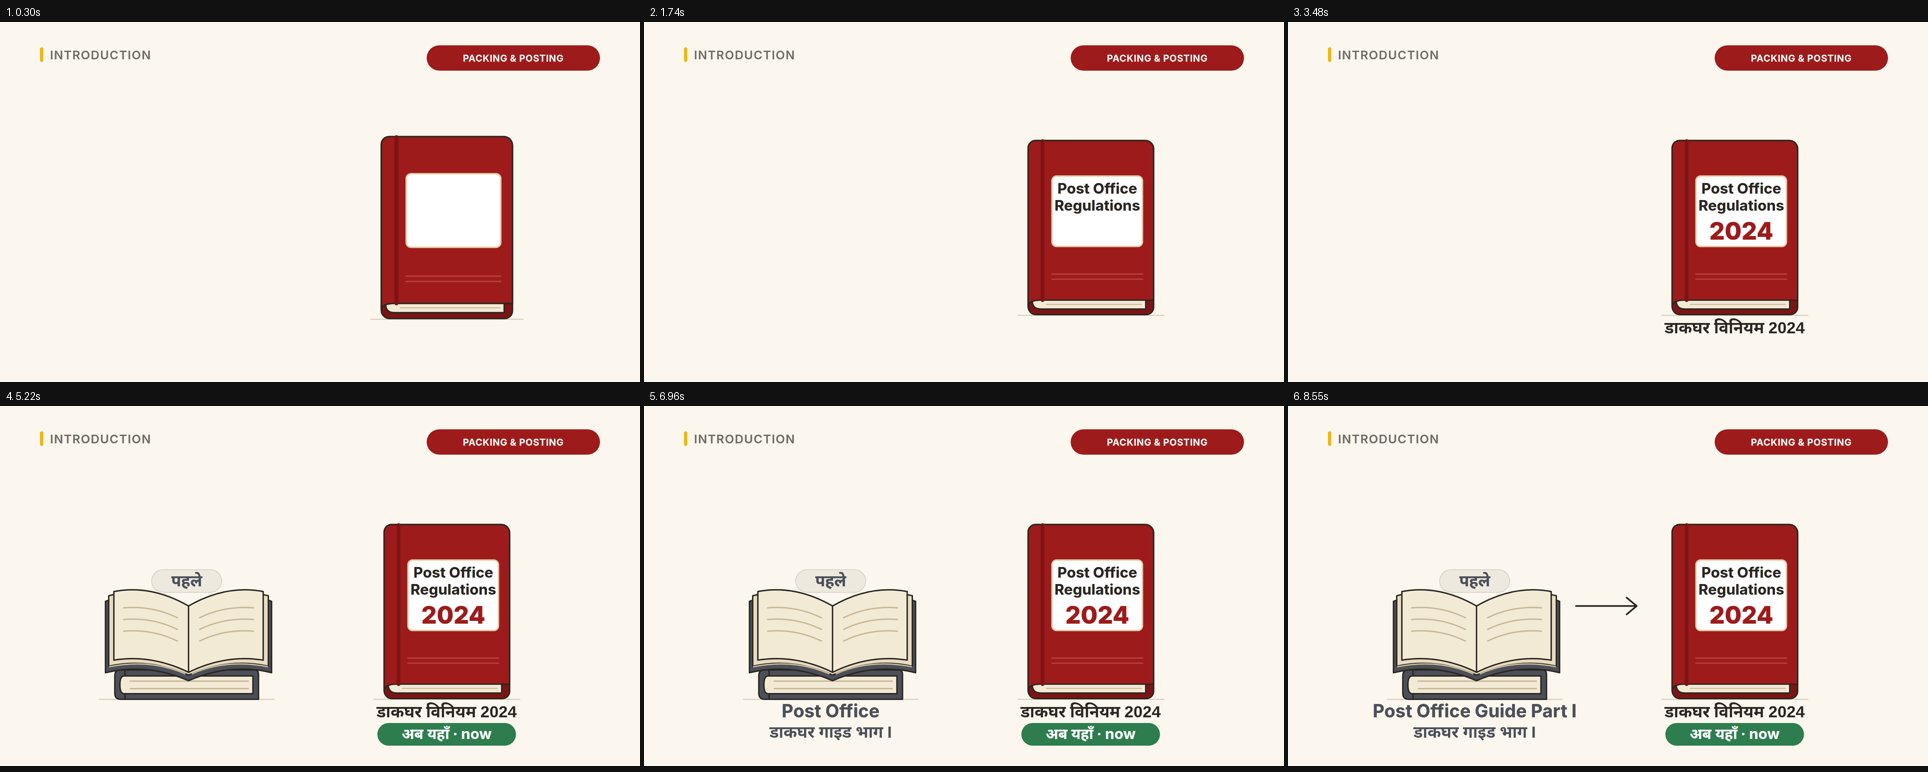 1. 0.30s
INTRODUCTION
PACKING & POSTING
2. 1.74s
INTRODUCTION
PACKING & POSTING
Post Office
Regulations
3. 3.48s
INTRODUCTION
PACKING & POSTING
Post Office
Regulations
2024
डाकघर विनियम 2024
4. 5.22s
INTRODUCTION
PACKING & POSTING
पहले
Post Office
Regulations
2024
डाकघर विनियम 2024
अब यहाँ · now
5. 6.96s
INTRODUCTION
PACKING & POSTING
पहले
Post Office
डाकघर गाइड भाग I
Post Office
Regulations
2024
डाकघर विनियम 2024
अब यहाँ · now
6. 8.55s
INTRODUCTION
PACKING & POSTING
पहले
Post Office Guide Part I
डाकघर गाइड भाग I
Post Office
Regulations
2024
डाकघर विनियम 2024
अब यहाँ · now